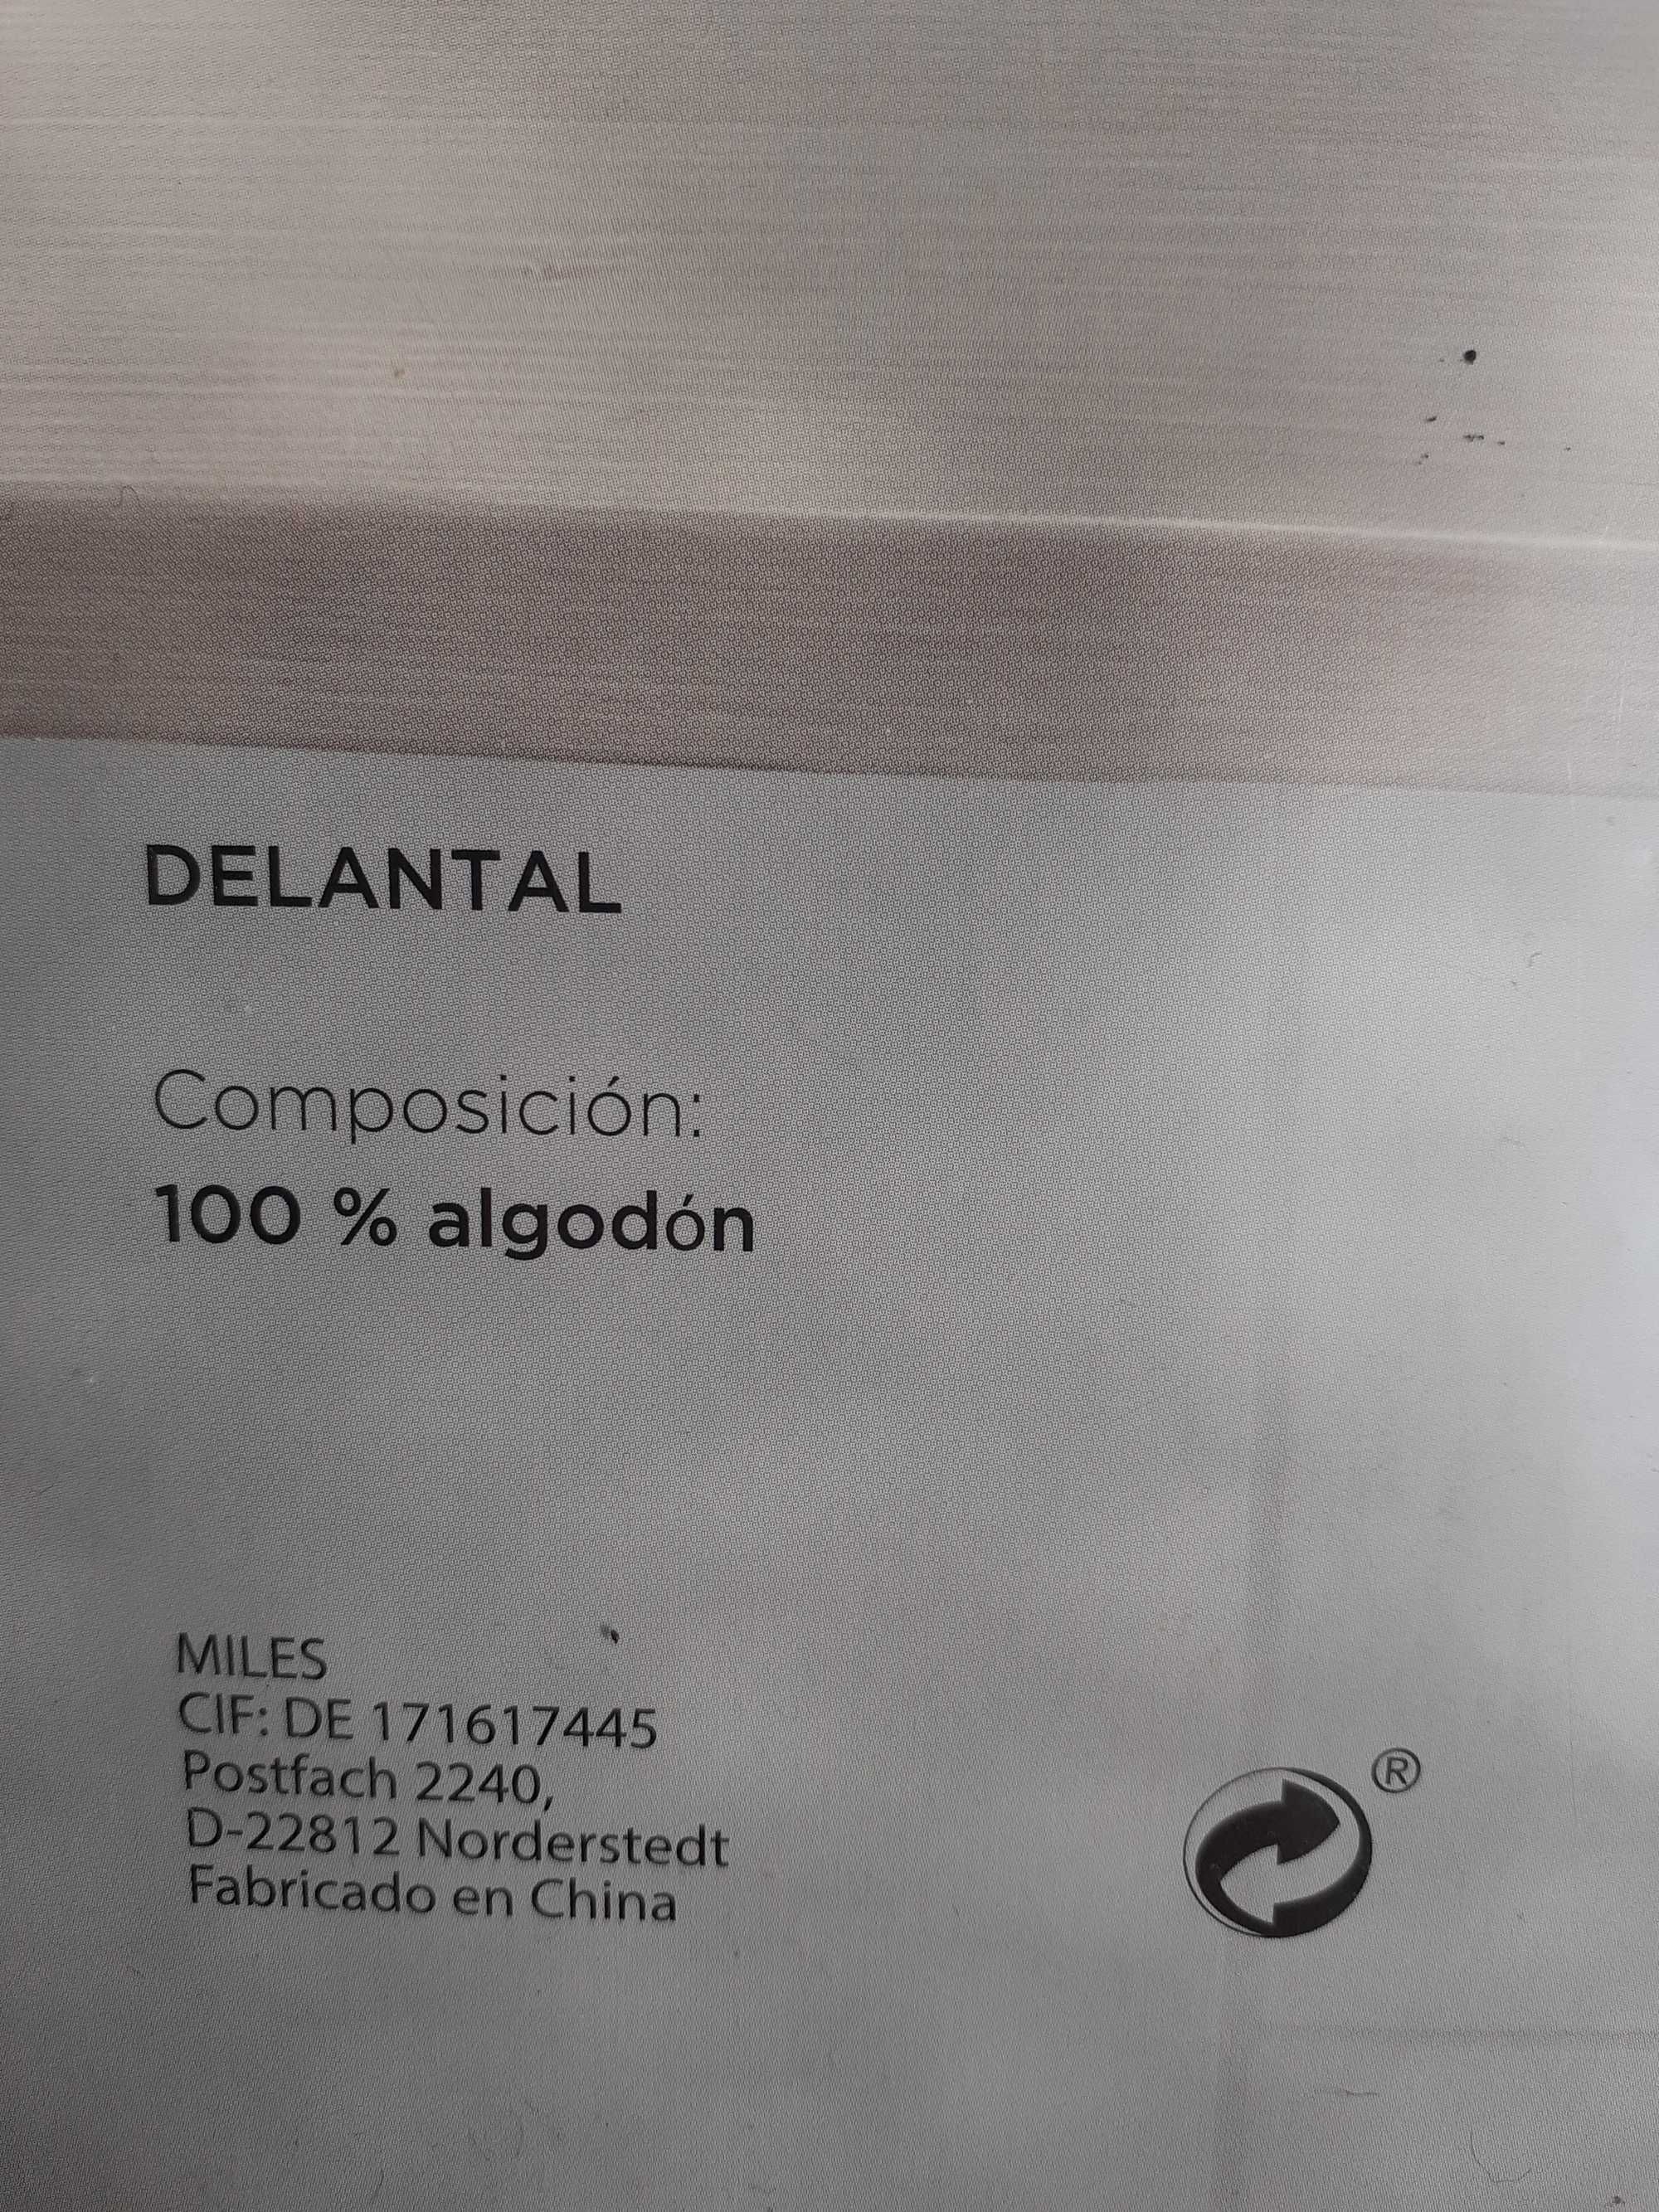 DELANTAL
Composición:
100 % algodón
MILES
CIF: DE 171617445
Postfach 2240,
D-22812 Norderstedt
Fabricado en China
®